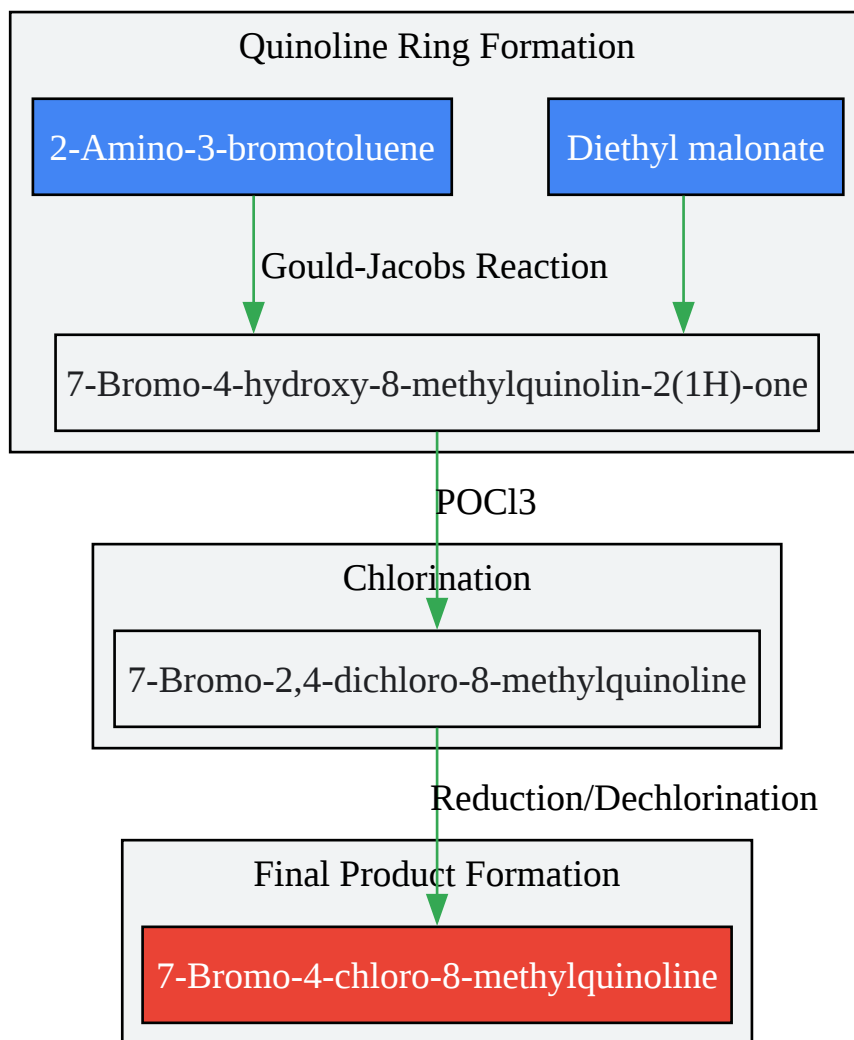 Quinoline Ring Formation
2-Amino-3-bromotoluene
Diethyl malonate
Gould-Jacobs Reaction
7-Bromo-4-hydroxy-8-methylquinolin-2(1H)-one
POCl3
Chlorination
7-Bromo-2,4-dichloro-8-methylquinoline
Reduction/Dechlorination
Final Product Formation
7-Bromo-4-chloro-8-methylquinoline